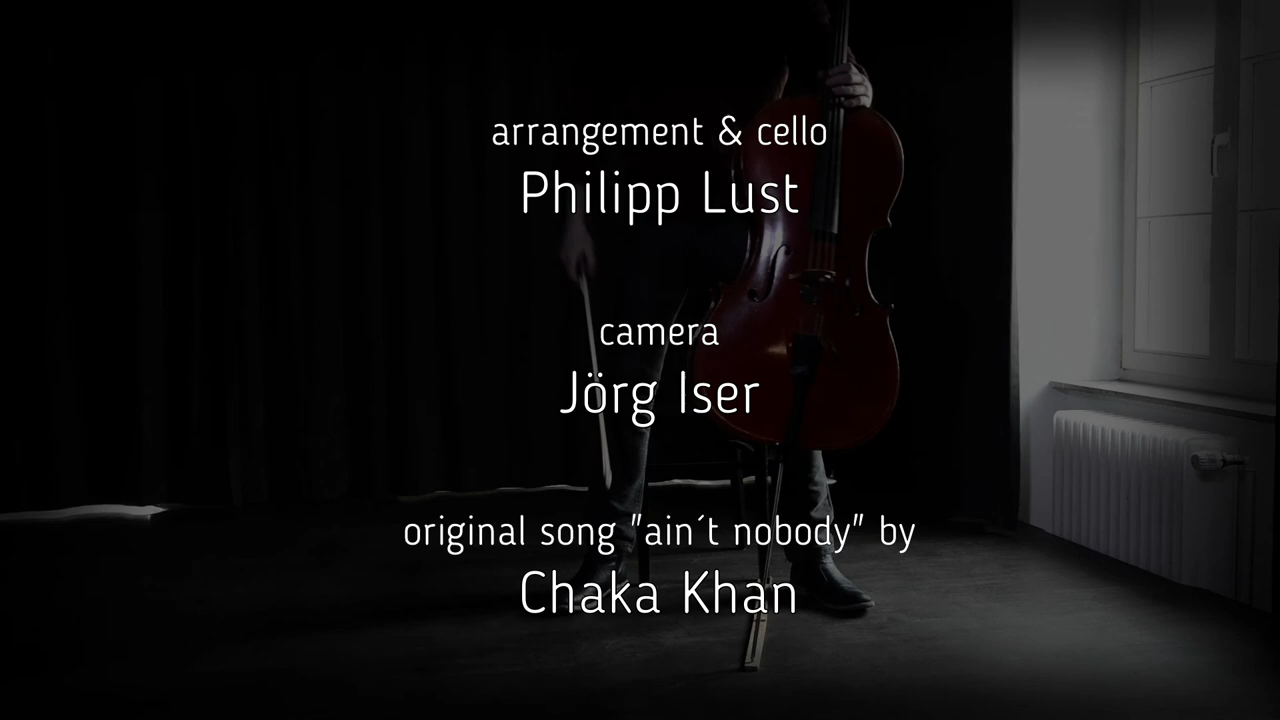 arrangement & cello
Philipp Lust
camera
Jörg Iser
original song "ain´t nobody" by
Chaka Khan